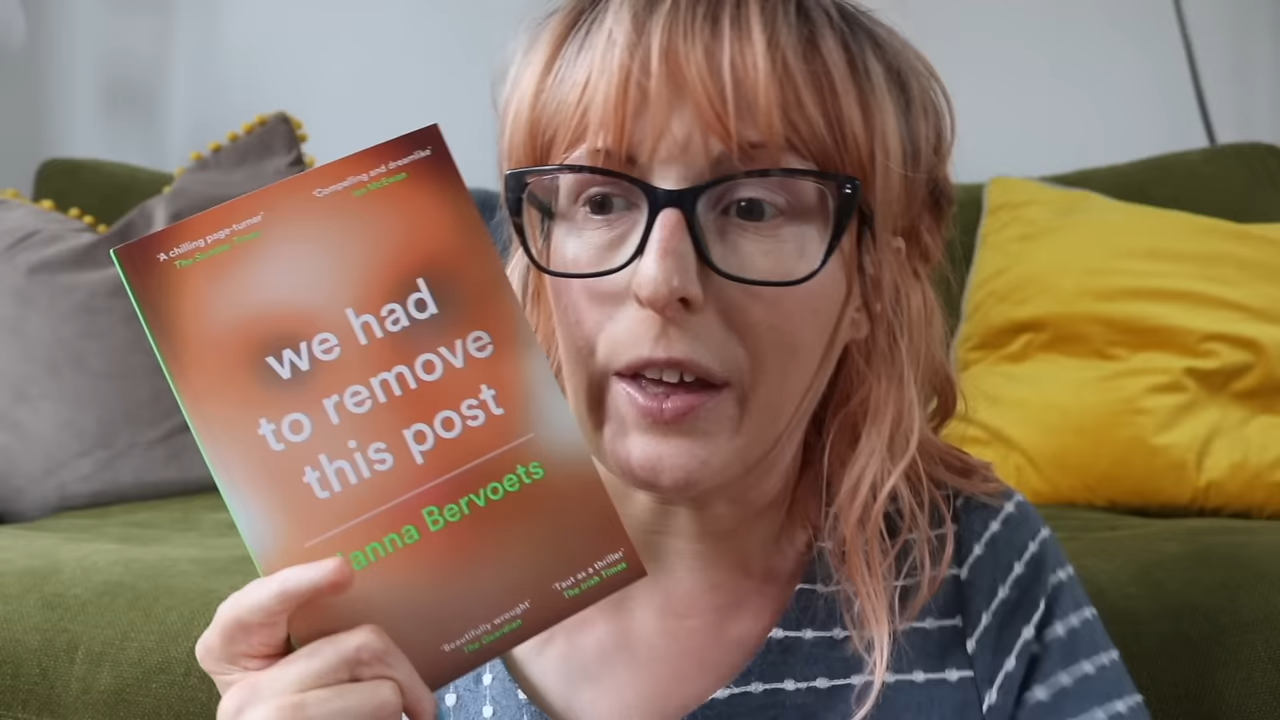 'Compelling and dreamlike'
Ian McEwan
'A chilling page-turner'
The Sunday Times
we had
to remove
this post
anna Bervoets
'Taut as a thriller'
The Irish Times
'Beautifully wrought'
The Guardian